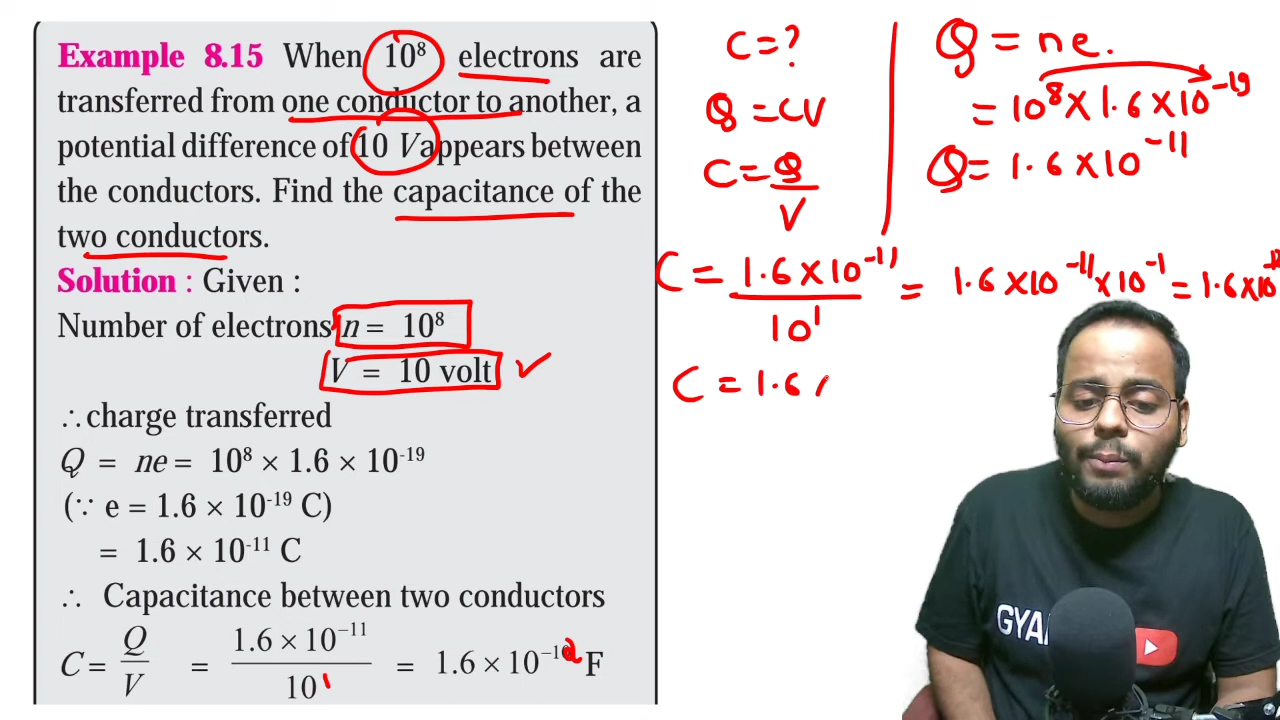 Example 8.15 When 10⁸ electrons are
transferred from one conductor to another, a
potential difference of 10 V appears between
the conductors. Find the capacitance of the
two conductors.
Solution : Given :
Number of electrons n = 10⁸
V = 10 volt ✓
∴ charge transferred
Q = ne = 10⁸ × 1.6 × 10⁻¹⁹
(∵ e = 1.6 × 10⁻¹⁹ C)
= 1.6 × 10⁻¹¹ C
∴ Capacitance between two conductors
C = Q/V = 1.6 × 10⁻¹¹ / 10¹ = 1.6 × 10⁻¹² F
C = ?
Q = CV
C = Q/V
Q = ne.
= 10⁸ × 1.6 × 10⁻¹⁹
Q = 1.6 × 10⁻¹¹
C = 1.6 × 10⁻¹¹ / 10¹ = 1.6 × 10⁻¹¹ × 10⁻¹ = 1.6 × 10⁻¹²
C = 1.6
GYAN